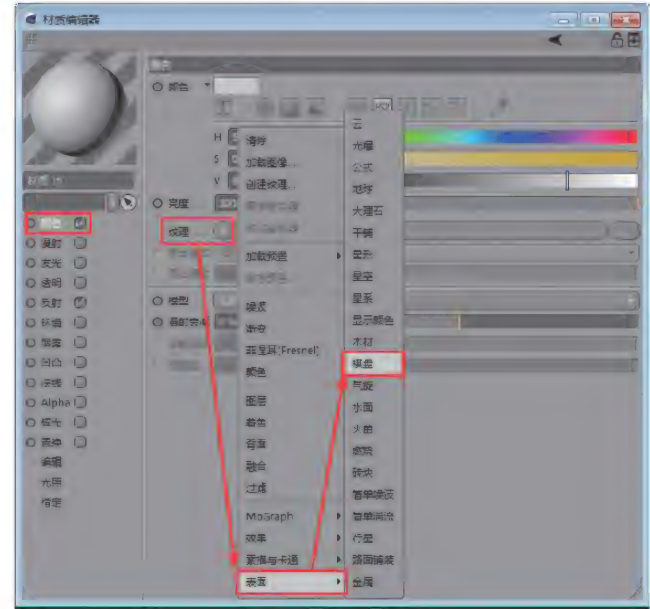 材质编辑器
颜色
颜色
H
S
V
材质
亮度
纹理
模型
颜色
漫射
发光
透明
反射
环境
烟雾
凹凸
法线
Alpha
辉光
置换
编辑
光照
指定
清除
加载图像...
创建纹理...
加载预置
噪波
渐变
菲涅耳(Fresnel)
颜色
图层
着色
背面
融合
过滤
MoGraph
效果
素描与卡通
表面
云
光爆
公式
地球
大理石
平铺
星形
星空
星系
显示颜色
木材
棋盘
气旋
水面
火苗
燃烧
砖块
简单噪波
简单湍流
行星
路面铺装
金属